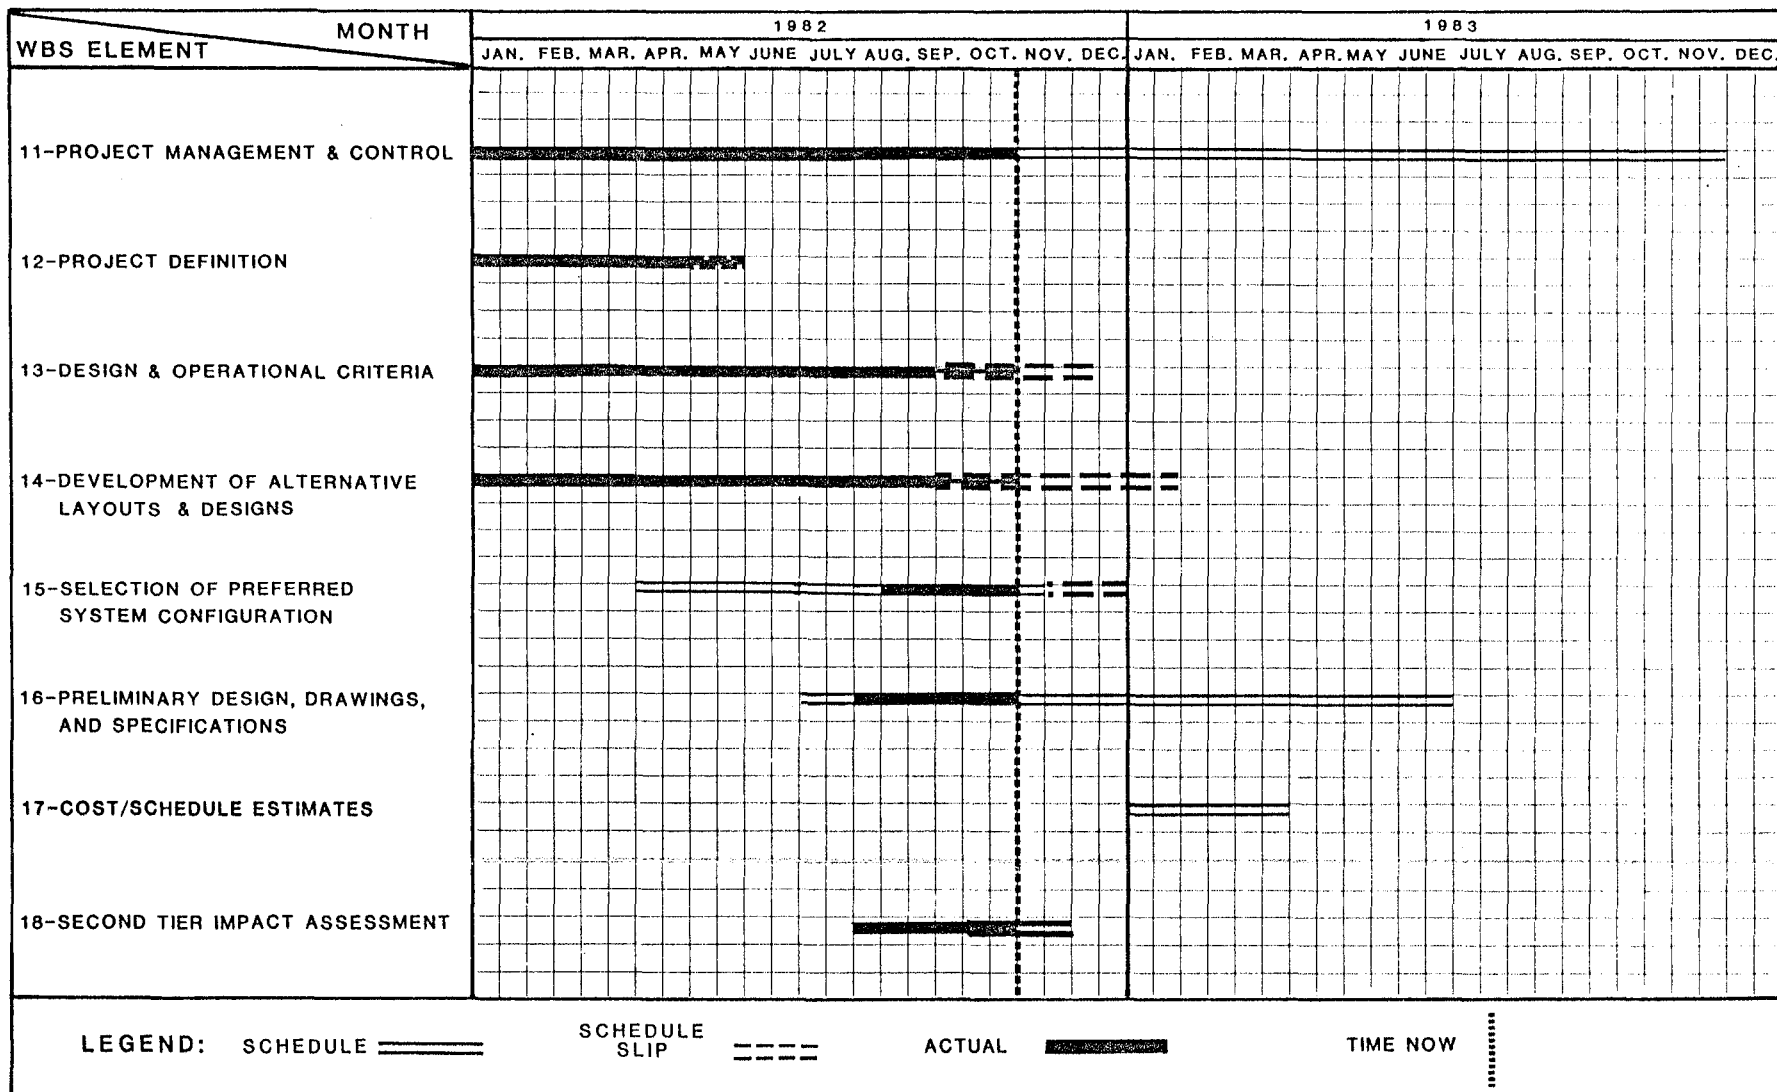 MONTH
WBS ELEMENT
1982
1983
JAN. FEB. MAR. APR. MAY JUNE JULY AUG. SEP. OCT. NOV. DEC. JAN. FEB. MAR. APR. MAY JUNE JULY AUG. SEP. OCT. NOV. DEC.
11-PROJECT MANAGEMENT & CONTROL
12-PROJECT DEFINITION
13-DESIGN & OPERATIONAL CRITERIA
14-DEVELOPMENT OF ALTERNATIVE
LAYOUTS & DESIGNS
15-SELECTION OF PREFERRED
SYSTEM CONFIGURATION
16-PRELIMINARY DESIGN, DRAWINGS,
AND SPECIFICATIONS
17-COST/SCHEDULE ESTIMATES
18-SECOND TIER IMPACT ASSESSMENT
LEGEND: SCHEDULE
SCHEDULE
SLIP
ACTUAL
TIME NOW